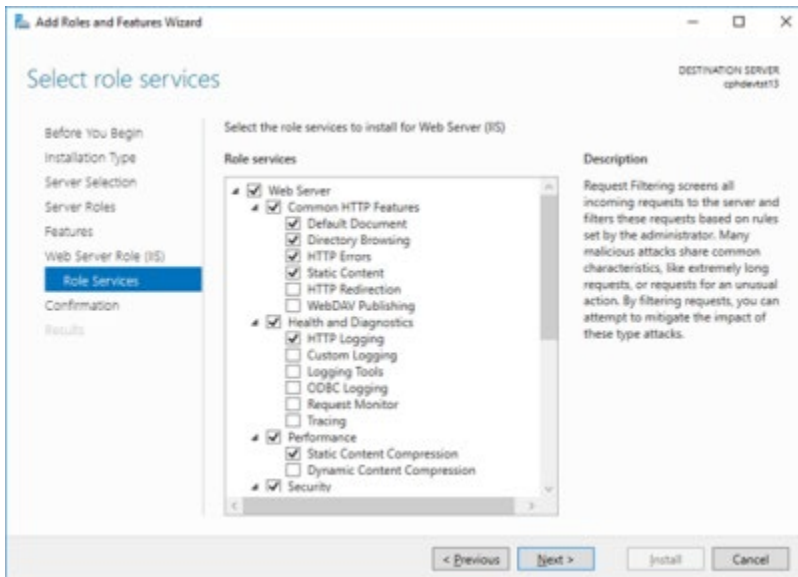 Add Roles and Features Wizard
Select role services
DESTINATION SERVER
cphdevtst13
Before You Begin
Installation Type
Server Selection
Server Roles
Features
Web Server Role (IIS)
Role Services
Confirmation
Results
Select the role services to install for Web Server (IIS)
Role services
Web Server
Common HTTP Features
Default Document
Directory Browsing
HTTP Errors
Static Content
HTTP Redirection
WebDAV Publishing
Health and Diagnostics
HTTP Logging
Custom Logging
Logging Tools
ODBC Logging
Request Monitor
Tracing
Performance
Static Content Compression
Dynamic Content Compression
Security
Description
Request Filtering screens all
incoming requests to the server and
filters these requests based on rules
set by the administrator. Many
malicious attacks share common
characteristics, like extremely long
requests, or requests for an unusual
action. By filtering requests, you can
attempt to mitigate the impact of
these type attacks.
< Previous
Next >
Install
Cancel